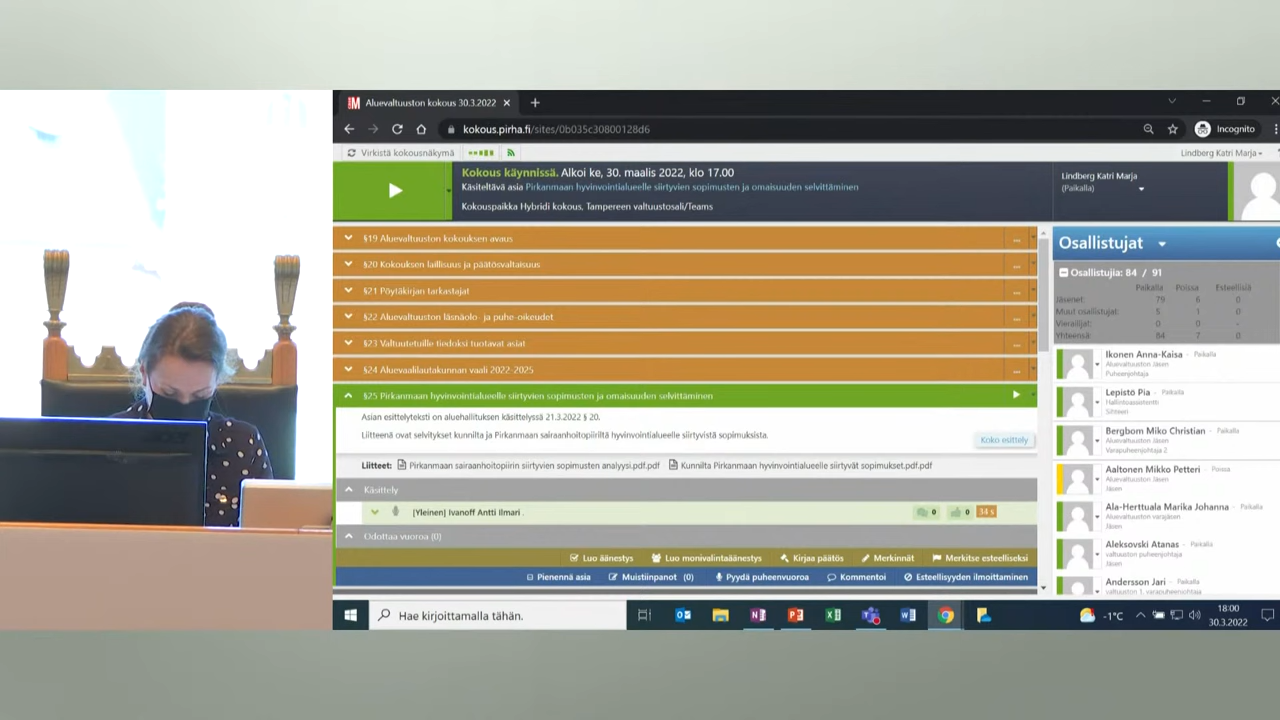 Aluevaltuuston kokous 30.3.2022
kokous.pirha.fi/sites/0b035c30800128d6
Incognito
Virkistä kokousnäkymä
Lindberg Katri Marja
Kokous käynnissä. Alkoi ke, 30. maalis 2022, klo 17.00
Käsiteltävä asia Pirkanmaan hyvinvointialueelle siirtyvien sopimusten ja omaisuuden selvittäminen
Kokouspaikka Hybridi kokous, Tampereen valtuustosali/Teams
Lindberg Katri Marja
(Paikalla)
§19 Aluevaltuuston kokouksen avaus
§20 Kokouksen laillisuus ja päätösvaltaisuus
§21 Pöytäkirjan tarkastajat
§22 Aluevaltuuston läsnäolo- ja puhe-oikeudet
§23 Valtuutetuille tiedoksi tuotavat asiat
§24 Aluevaalilautakunnan vaali 2022-2025
§25 Pirkanmaan hyvinvointialueelle siirtyvien sopimusten ja omaisuuden selvittäminen
Asian esittelyteksti on aluehallituksen käsittelyssä 21.3.2022 § 20.
Liitteenä ovat selvitykset kunnilta ja Pirkanmaan sairaanhoitopiiriltä hyvinvointialueelle siirtyvistä sopimuksista.
Koko esittely
Liitteet: Pirkanmaan sairaanhoitopiirin siirtyvien sopimusten analyysi.pdf.pdf Kunnilta Pirkanmaan hyvinvointialueelle siirtyvät sopimukset.pdf.pdf
Käsittely
[Yleinen] Ivanoff Antti Ilmari . 0 0 34 s
Odottaa vuoroa (0)
Luo äänestys Luo monivalintaäänestys Kirjaa päätös Merkinnät Merkitse esteelliseksi
Pienennä asia Muistiinpanot (0) Pyydä puheenvuoroa Kommentoi Esteellisyyden ilmoittaminen
Osallistujat
Osallistujia: 84 / 91
Paikalla Poissa Esteellisiä
Jäsenet: 79 6 0
Muut osallistujat: 5 1 0
Vierailijat: 0 0 -
Yhteensä: 84 7 0
Ikonen Anna-Kaisa - Paikalla
Aluevaltuuston Jäsen
Puheenjohtaja
Lepistö Pia - Paikalla
Hallintoassistentti
Sihteeri
Bergbom Miko Christian - Paikalla
Aluevaltuuston Jäsen
Varapuheenjohtaja 2
Aaltonen Mikko Petteri - Poissa
Aluevaltuuston Jäsen
Jäsen
Ala-Herttuala Marika Johanna - Paikalla
Aluevaltuuston varajäsen
Jäsen
Aleksovski Atanas - Paikalla
valtuuston puheenjohtaja
Jäsen
Andersson Jari - Paikalla
valtuuston 1. varapuheenjohtaja
Hae kirjoittamalla tähän.
-1°C
18:00
30.3.2022